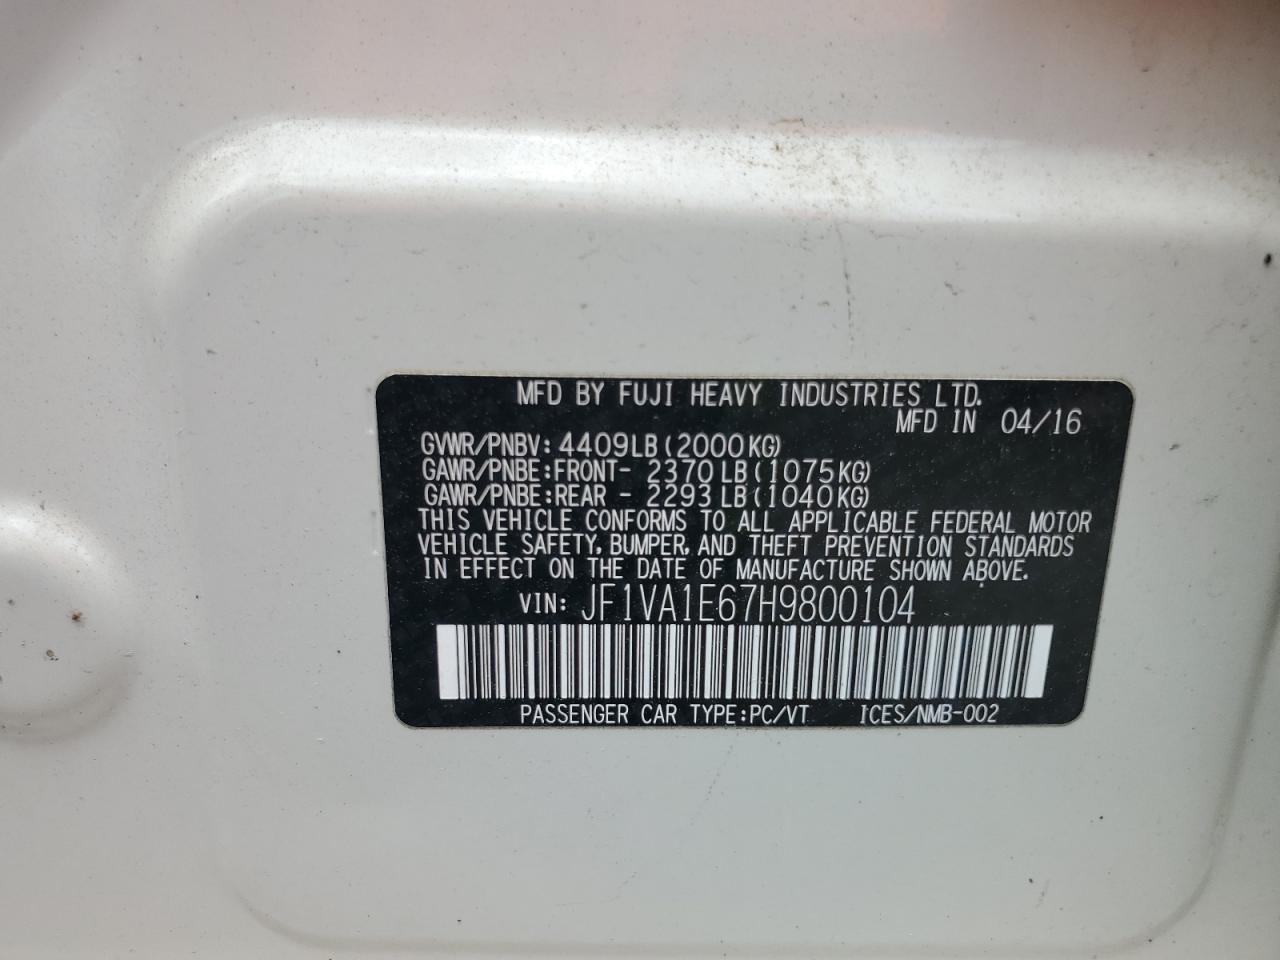 MFD BY FUJI HEAVY INDUSTRIES LTD.
MFD IN 04/16
GVWR/PNBV: 4409LB(2000KG)
GAWR/PNBE:FRONT- 2370LB(1075KG)
GAWR/PNBE:REAR - 2293LB(1040KG)
THIS VEHICLE CONFORMS TO ALL APPLICABLE FEDERAL MOTOR
VEHICLE SAFETY, BUMPER, AND THEFT PREVENTION STANDARDS
IN EFFECT ON THE DATE OF MANUFACTURE SHOWN ABOVE.
VIN: JF1VA1E67H9800104
PASSENGER CAR TYPE:PC/VT ICES/NMB-002